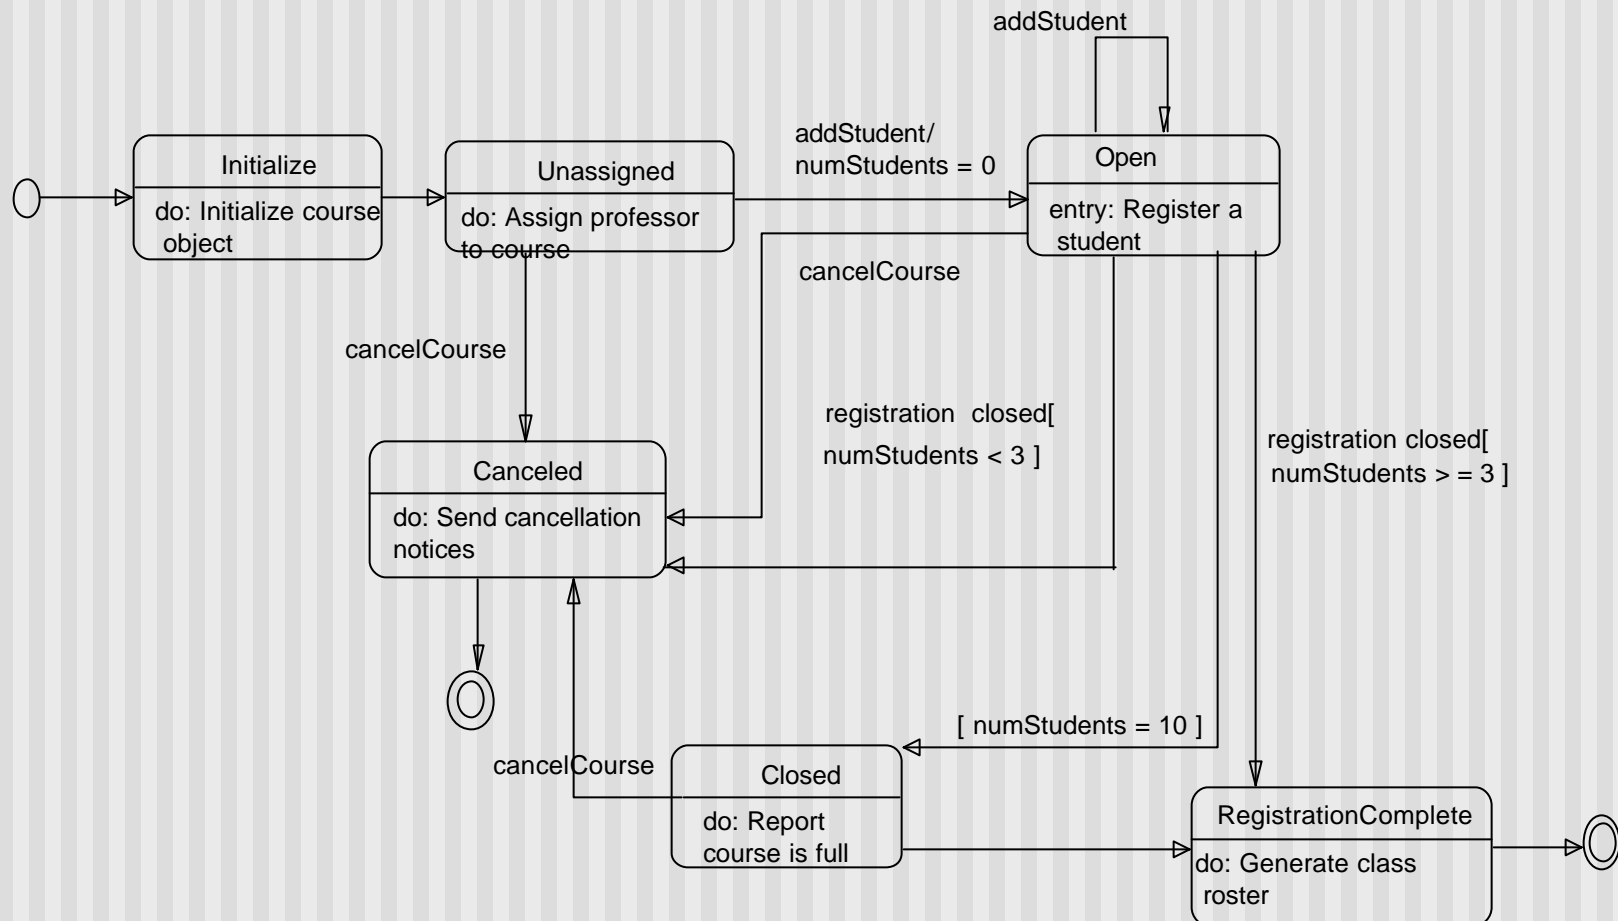 addStudent
addStudent/
numStudents = 0
Initialize
do: Initialize course
object
Unassigned
do: Assign professor
to course
Open
entry: Register a
student
cancelCourse
cancelCourse
registration closed[
numStudents < 3 ]
registration closed[
numStudents > = 3 ]
Canceled
do: Send cancellation
notices
[ numStudents = 10 ]
cancelCourse
Closed
do: Report
course is full
RegistrationComplete
do: Generate class
roster